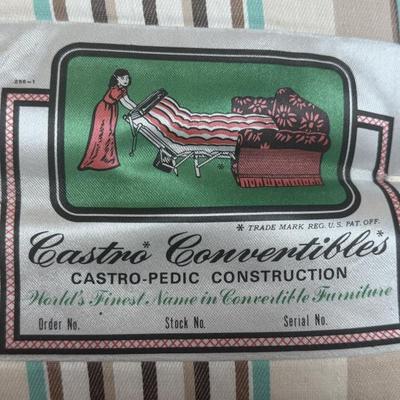 256-1
* TRADE MARK REG. U.S. PAT. OFF.
Castro* Convertibles*
CASTRO-PEDIC CONSTRUCTION
World's Finest Name in Convertible Furniture
Order No. Stock No. Serial No.